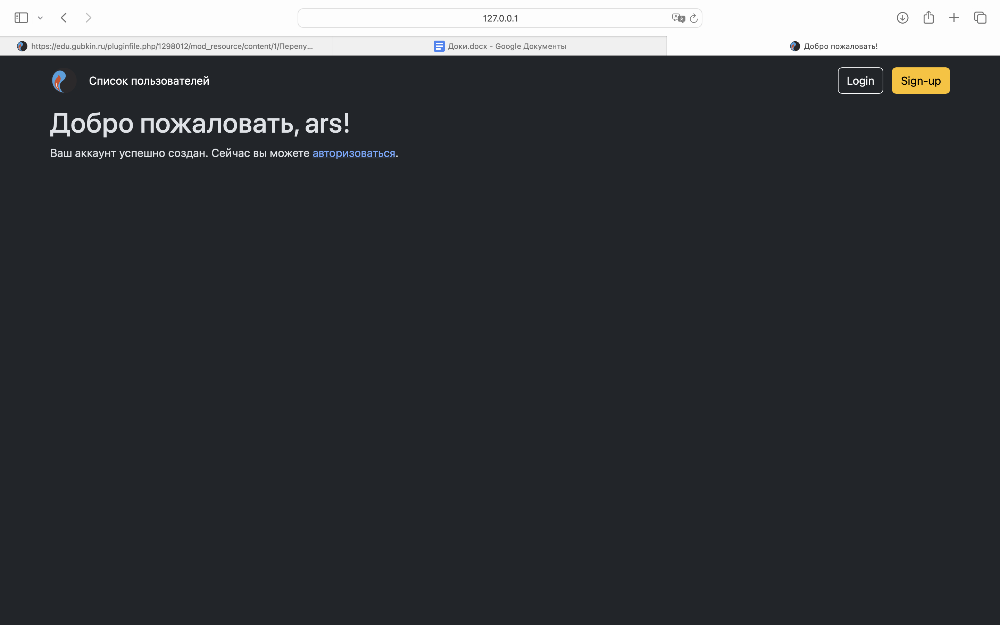 127.0.0.1
https://edu.gubkin.ru/pluginfile.php/1298012/mod_resource/content/1/Перепу...
Доки.docx - Google Документы
Добро пожаловать!
Список пользователей
Login
Sign-up
Добро пожаловать, ars!
Ваш аккаунт успешно создан. Сейчас вы можете авторизоваться.